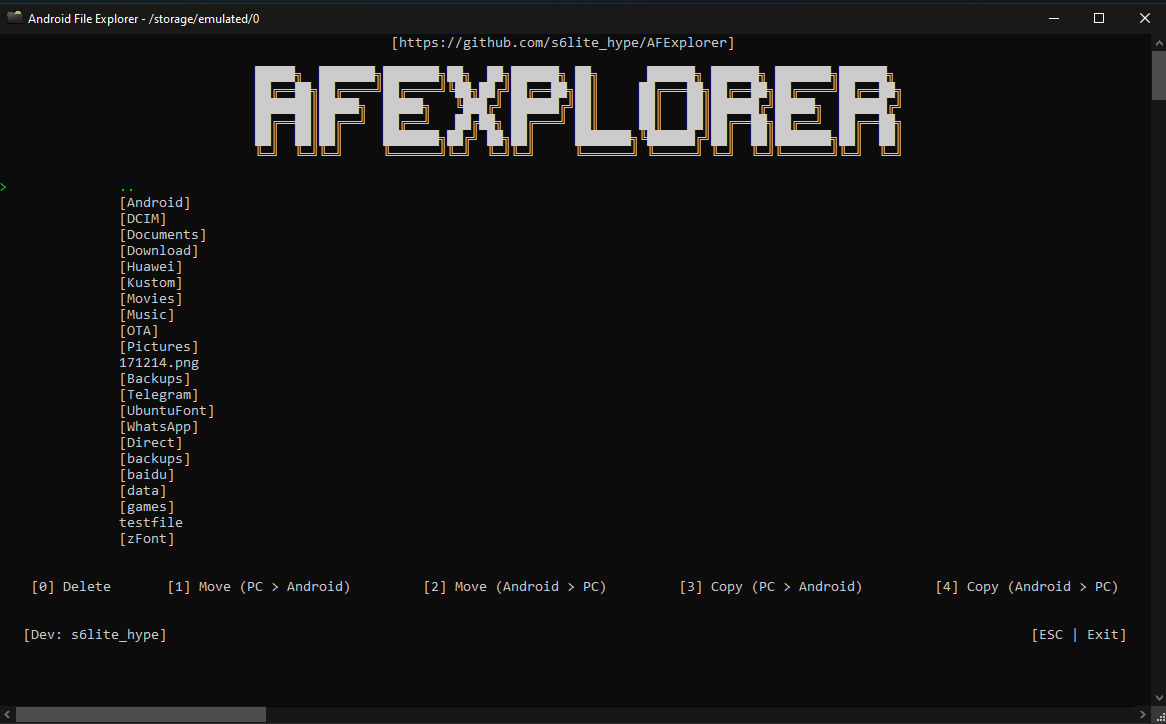 Android File Explorer - /storage/emulated/0
[https://github.com/s6lite_hype/AFExplorer]
AFEXPLORER
> ..
[Android]
[DCIM]
[Documents]
[Download]
[Huawei]
[Kustom]
[Movies]
[Music]
[OTA]
[Pictures]
171214.png
[Backups]
[Telegram]
[UbuntuFont]
[WhatsApp]
[Direct]
[backups]
[baidu]
[data]
[games]
testfile
[zFont]
[0] Delete [1] Move (PC > Android) [2] Move (Android > PC) [3] Copy (PC > Android) [4] Copy (Android > PC)
[Dev: s6lite_hype] [ESC | Exit]